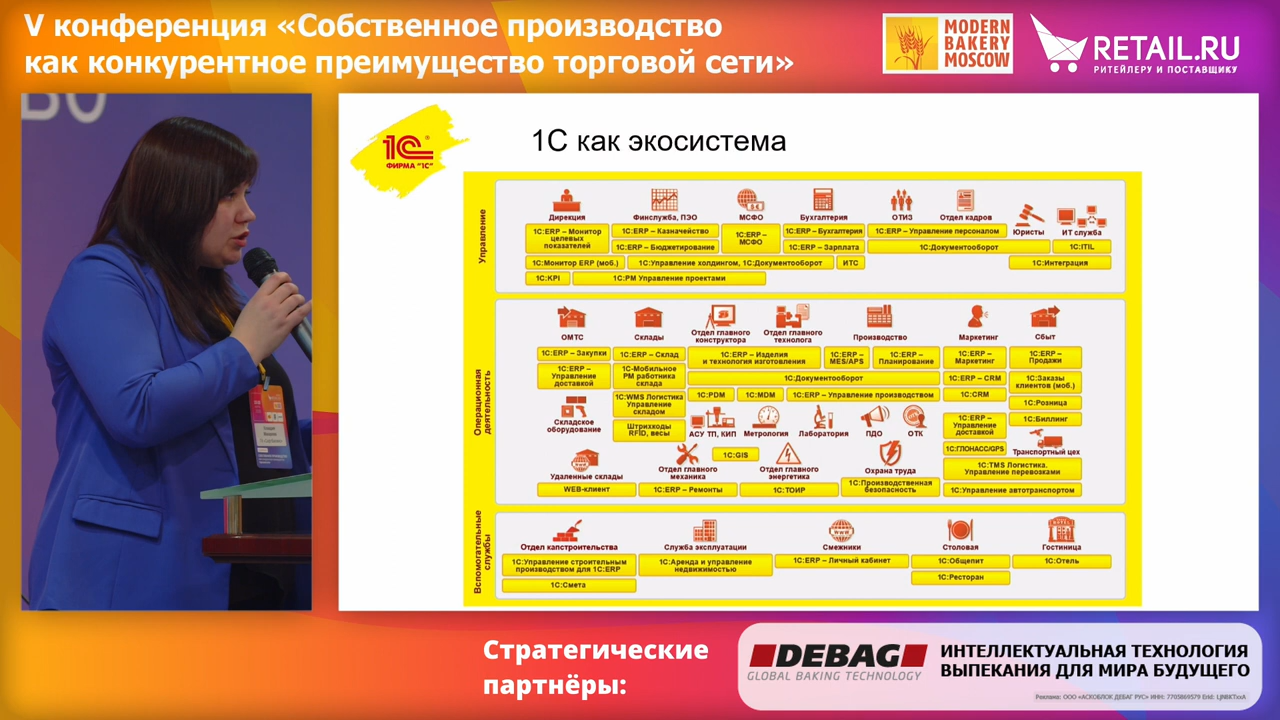 V конференция «Собственное производство
как конкурентное преимущество торговой сети»
MODERN
BAKERY
MOSCOW
RETAIL.RU
РИТЕЙЛЕРУ И ПОСТАВЩИКУ
ВО
1С
ФИРМА "1С"
1С как экосистема
Управление
Дирекция
Финслужба, ПЭО
МСФО
Бухгалтерия
ОТИЗ
Отдел кадров
Юристы
ИТ служба
1С:ERP – Монитор
целевых
показателей
1С:ERP – Казначейство
1С:ERP – Бюджетирование
1С:ERP –
МСФО
1С:ERP – Бухгалтерия
1С:ERP – Зарплата
1С:ERP – Управление персоналом
1С:Документооборот
1С:ITIL
1С:Монитор ERP (моб.)
1С:Управление холдингом, 1С:Документооборот
ИТС
1С:Интеграция
1С:KPI
1С:PM Управление проектами
Операционная
деятельность
ОМТС
Склады
Отдел главного
конструктора
Отдел главного
технолога
Производство
Маркетинг
Сбыт
1С:ERP – Закупки
1С:ERP – Склад
1С:ERP – Изделия
и технология изготовления
1С:ERP –
MES/APS
1С:ERP –
Планирование
1С:ERP –
Маркетинг
1С:ERP –
Продажи
1С:ERP –
Управление
доставкой
1С-Мобильное
РМ работника
склада
1С:Документооборот
1С:ERP – CRM
1С:Заказы
клиентов (моб.)
1С:WMS Логистика
Управление
складом
1С:PDM
1С:MDM
1С:ERP – Управление производством
1С:CRM
1С:Розница
Складское
оборудование
Штрихкоды
RFID, весы
АСУ ТП, КИП
Метрология
Лаборатория
ПДО
ОТК
1С:ERP –
Управление
доставкой
1С:Биллинг
1С:GIS
1С:ГЛОНАСС/GPS
Транспортный цех
Удаленные склады
Отдел главного
механика
Отдел главного
энергетика
Охрана труда
1С:TMS Логистика.
Управление перевозками
WEB-клиент
1С:ERP – Ремонты
1С:ТОИР
1С:Производственная
безопасность
1С:Управление автотранспортом
Вспомогательные
службы
Отдел капстроительства
Служба эксплуатации
Смежники
Столовая
Гостиница
1С:Управление строительным
производством для 1С:ERP
1С:Аренда и управление
недвижимостью
1С:ERP – Личный кабинет
1С:Общепит
1С:Отель
1С:Смета
1С:Ресторан
Стратегические
партнёры:
DEBAG
GLOBAL BAKING TECHNOLOGY
ИНТЕЛЛЕКТУАЛЬНАЯ ТЕХНОЛОГИЯ
ВЫПЕКАНИЯ ДЛЯ МИРА БУДУЩЕГО
Реклама: ООО «АСКОБЛОК ДЕБАГ РУС» ИНН: 7705869579